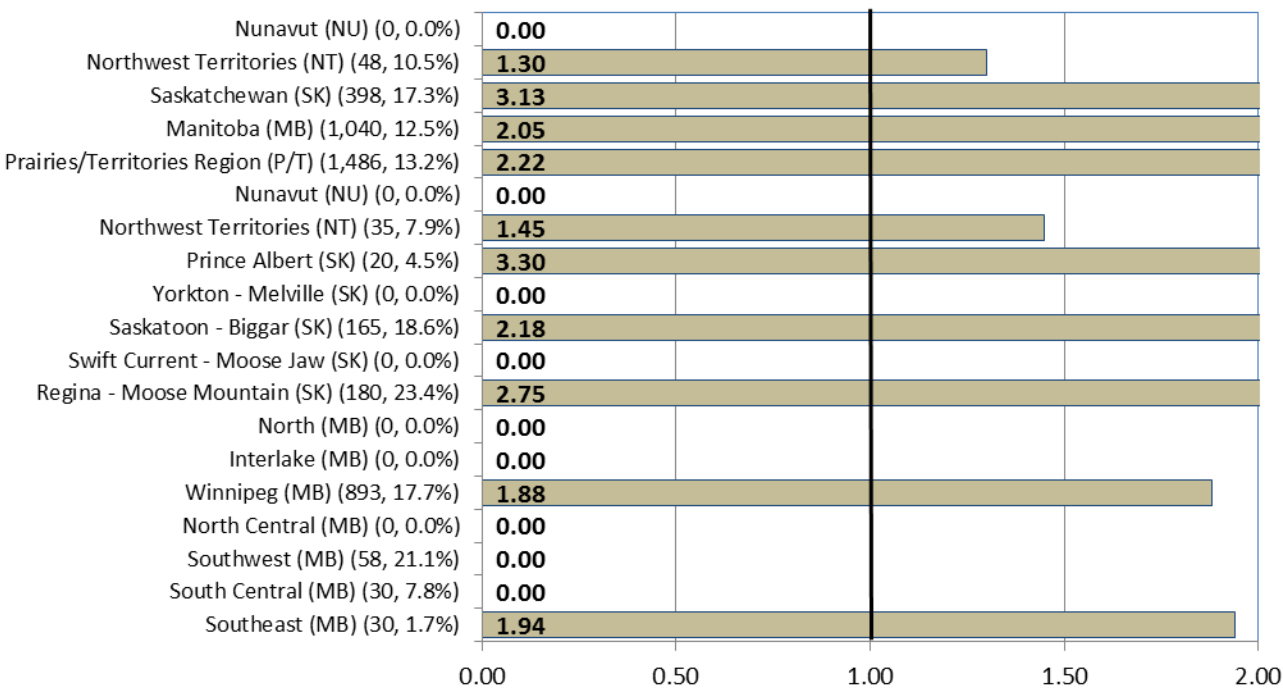 Nunavut (NU) (0, 0.0%) 0.00
Northwest Territories (NT) (48, 10.5%) 1.30
Saskatchewan (SK) (398, 17.3%) 3.13
Manitoba (MB) (1,040, 12.5%) 2.05
Prairies/Territories Region (P/T) (1,486, 13.2%) 2.22
Nunavut (NU) (0, 0.0%) 0.00
Northwest Territories (NT) (35, 7.9%) 1.45
Prince Albert (SK) (20, 4.5%) 3.30
Yorkton - Melville (SK) (0, 0.0%) 0.00
Saskatoon - Biggar (SK) (165, 18.6%) 2.18
Swift Current - Moose Jaw (SK) (0, 0.0%) 0.00
Regina - Moose Mountain (SK) (180, 23.4%) 2.75
North (MB) (0, 0.0%) 0.00
Interlake (MB) (0, 0.0%) 0.00
Winnipeg (MB) (893, 17.7%) 1.88
North Central (MB) (0, 0.0%) 0.00
Southwest (MB) (58, 21.1%) 0.00
South Central (MB) (30, 7.8%) 0.00
Southeast (MB) (30, 1.7%) 1.94
0.00 0.50 1.00 1.50 2.00